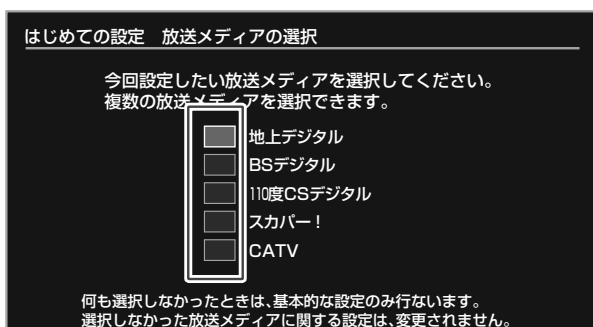 はじめての設定　放送メディアの選択
今回設定したい放送メディアを選択してください。
複数の放送メディアを選択できます。
地上デジタル
BSデジタル
110度CSデジタル
スカパー！
CATV
何も選択しなかったときは、基本的な設定のみ行ないます。
選択しなかった放送メディアに関する設定は、変更されません。